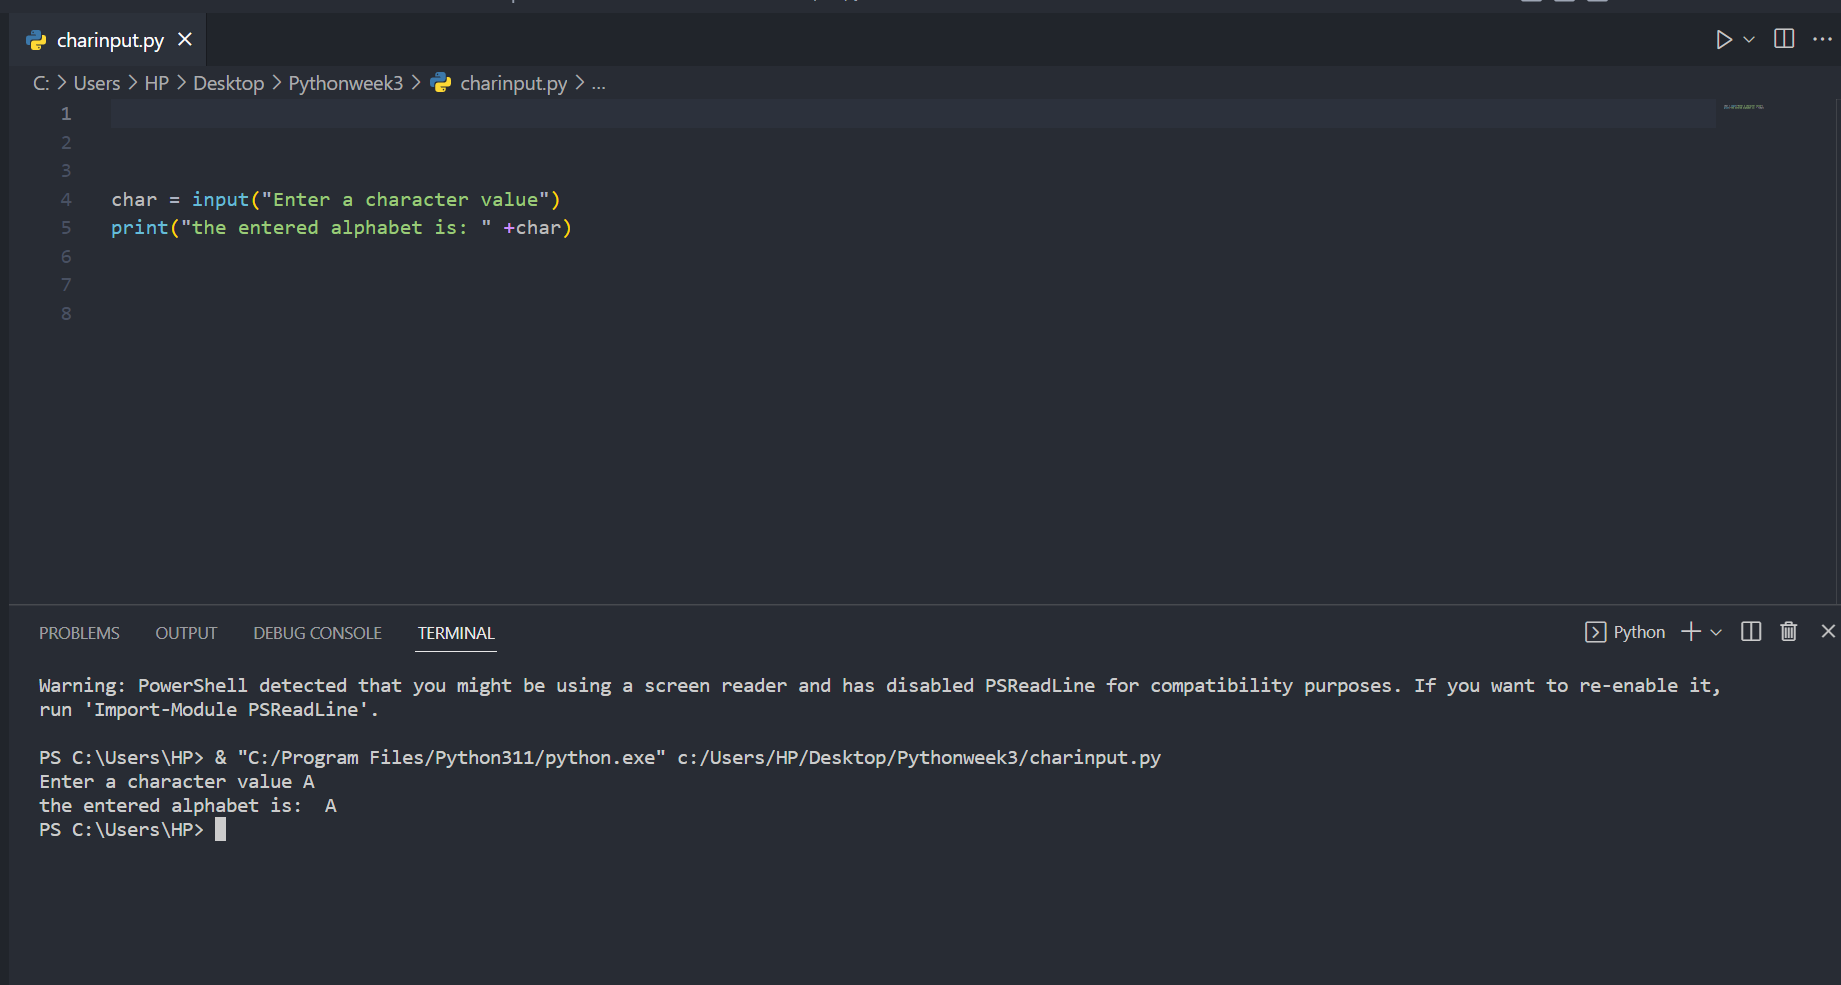 charinput.py
C: > Users > HP > Desktop > Pythonweek3 > charinput.py > ...
1
2
3
4 char = input("Enter a character value")
5 print("the entered alphabet is: " +char)
6
7
8
PROBLEMS OUTPUT DEBUG CONSOLE TERMINAL Python
Warning: PowerShell detected that you might be using a screen reader and has disabled PSReadLine for compatibility purposes. If you want to re-enable it,
run 'Import-Module PSReadLine'.
PS C:\Users\HP> & "C:/Program Files/Python311/python.exe" c:/Users/HP/Desktop/Pythonweek3/charinput.py
Enter a character value A
the entered alphabet is:  A
PS C:\Users\HP>